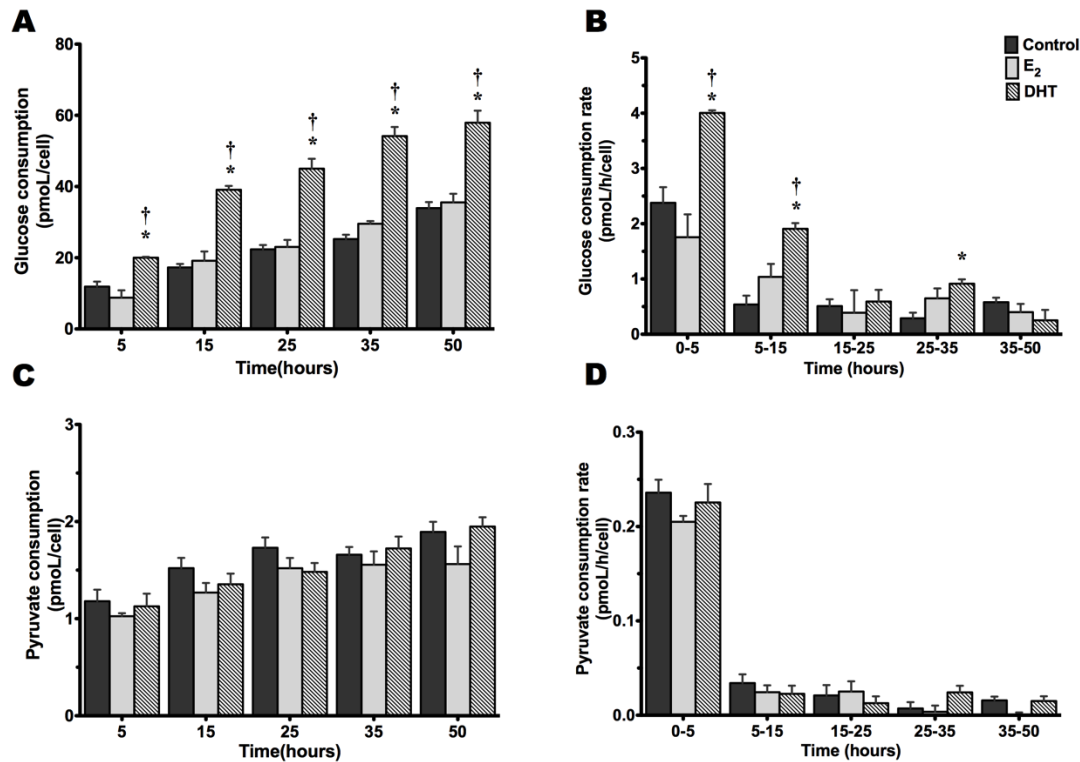 A
Glucose consumption
(pmoL/cell)
80
60
40
20
0
†
*
†
*
†
*
†
*
†
*
5 15 25 35 50
Time(hours)
B
Control
E2
DHT
Glucose consumption rate
(pmoL/h/cell)
5
4
3
2
1
0
†
*
†
*
*
0-5 5-15 15-25 25-35 35-50
Time (hours)
C
Pyruvate consumption
(pmoL/cell)
3
2
1
0
5 15 25 35 50
Time(hours)
D
Pyruvate consumption rate
(pmoL/h/cell)
0.3
0.2
0.1
0.0
0-5 5-15 15-25 25-35 35-50
Time (hours)